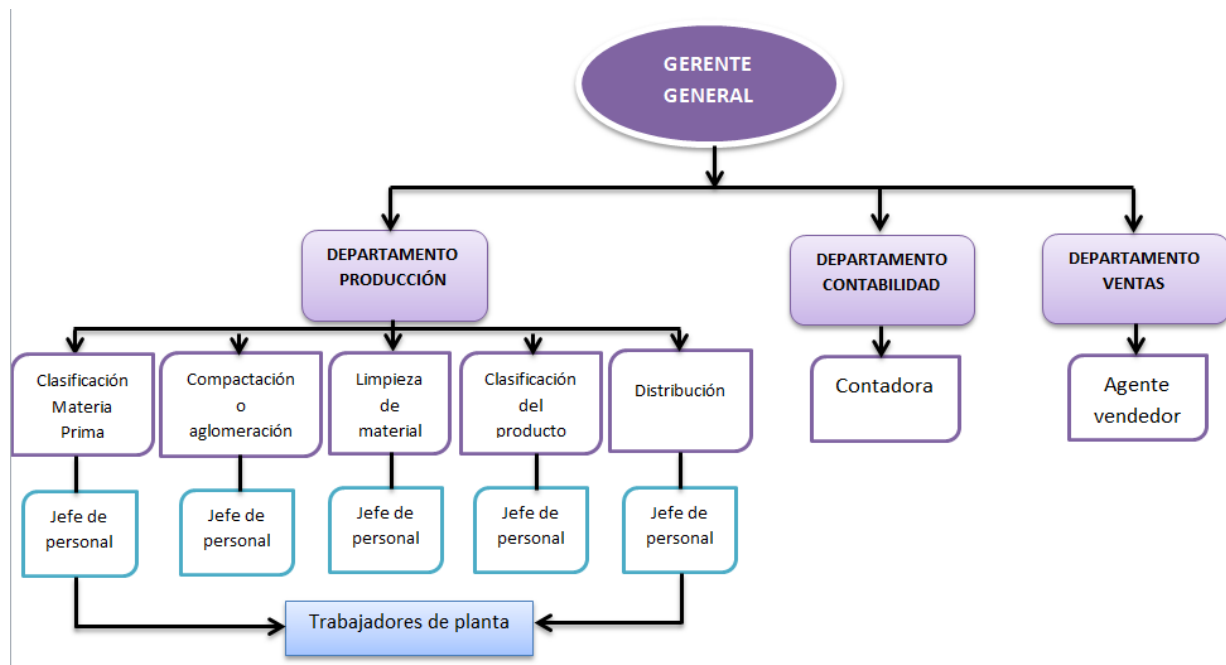 GERENTE
GENERAL
DEPARTAMENTO
PRODUCCIÓN
DEPARTAMENTO
CONTABILIDAD
DEPARTAMENTO
VENTAS
Clasificación
Materia
Prima
Compactación
o
aglomeración
Limpieza
de
material
Clasificación
del
producto
Distribución
Contadora
Agente
vendedor
Jefe de
personal
Jefe de
personal
Jefe de
personal
Jefe de
personal
Jefe de
personal
Trabajadores de planta